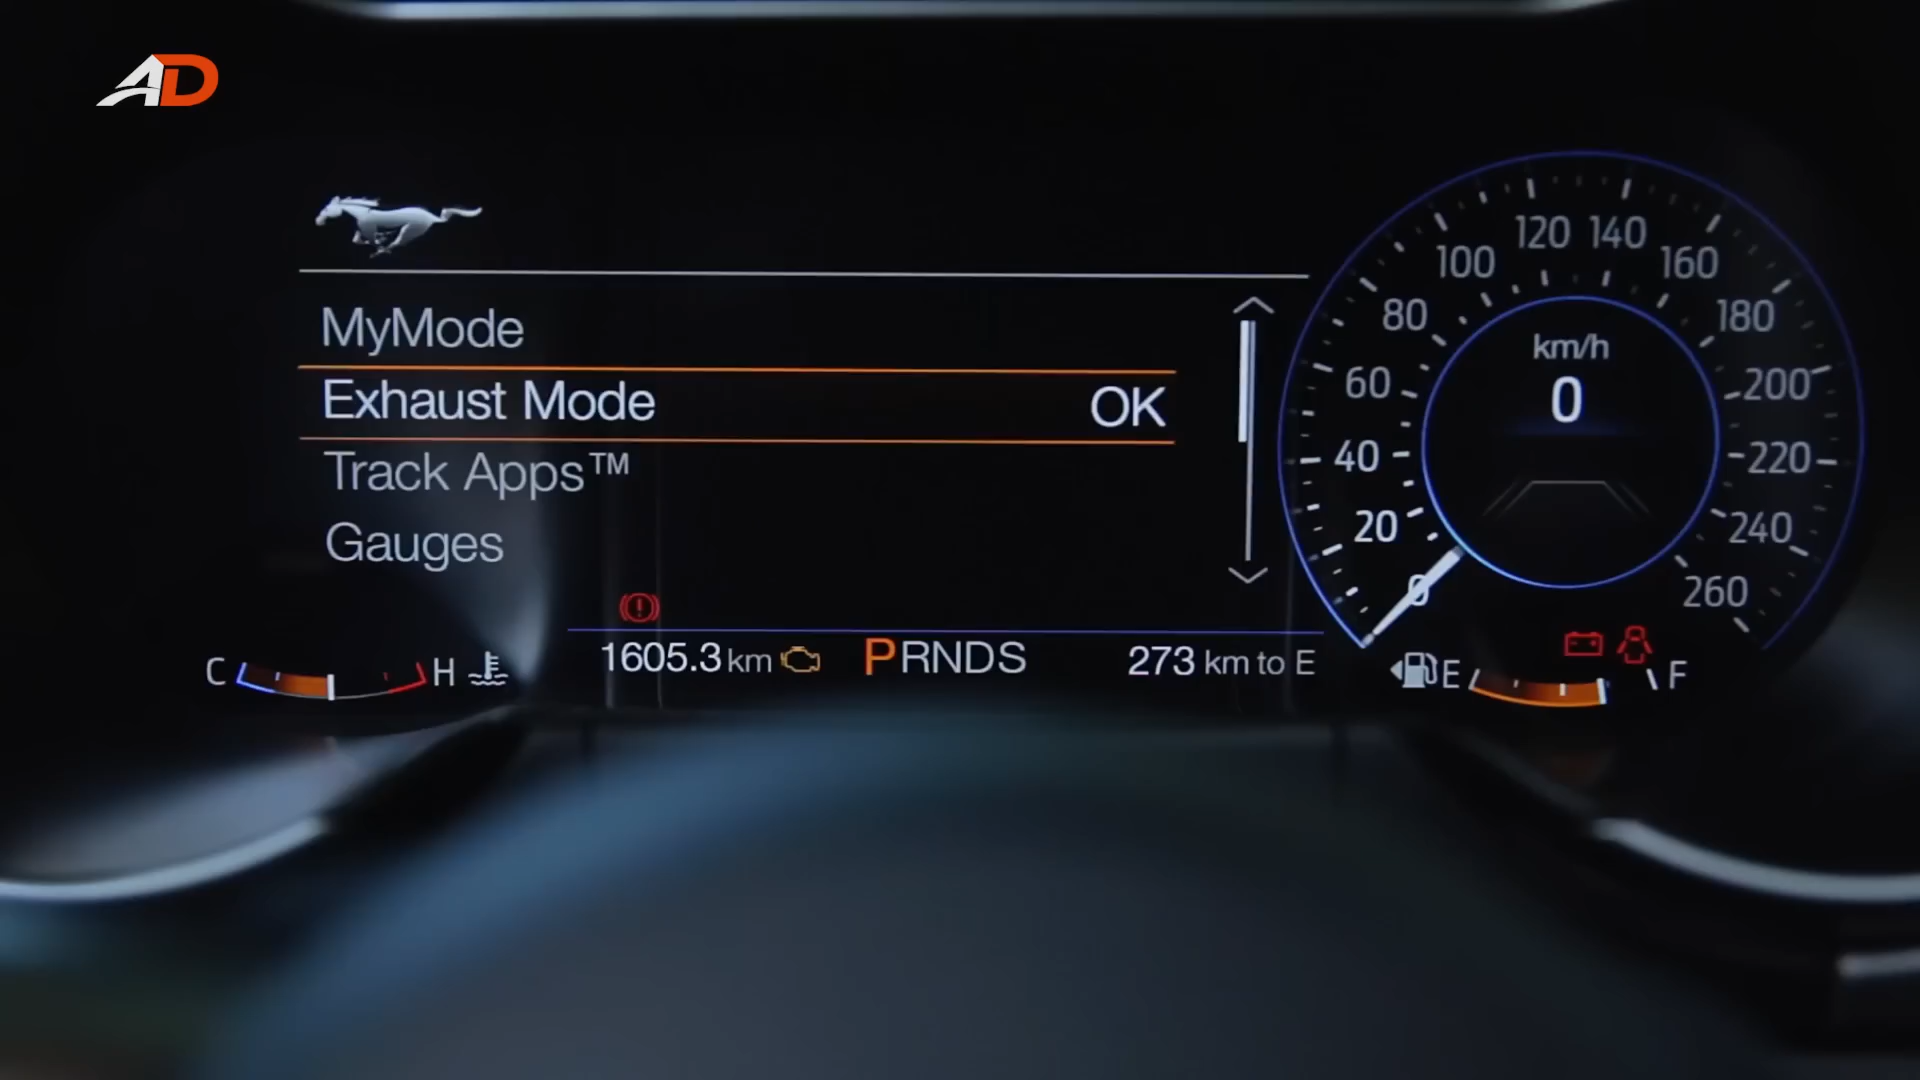 AD
MyMode
Exhaust Mode OK
Track Apps™
Gauges
1605.3 km PRNDS 273 km to E
C H
E F
km/h
0
0
20
40
60
80
100
120
140
160
180
200
220
240
260